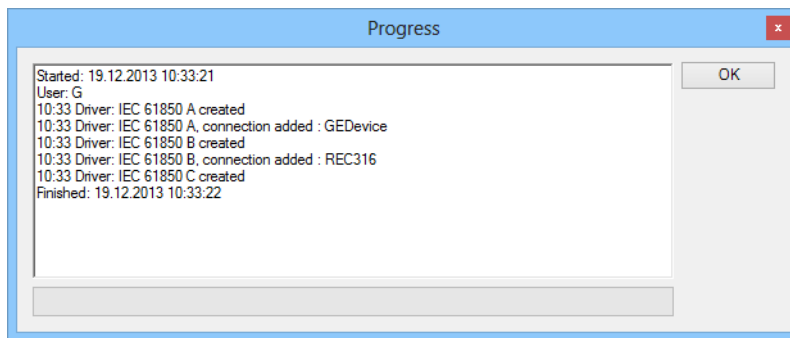 Progress
x
Started: 19.12.2013 10:33:21
OK
User: G
10:33 Driver: IEC 61850 A created
10:33 Driver: IEC 61850 A, connection added : GEDevice
10:33 Driver: IEC 61850 B created
10:33 Driver: IEC 61850 B, connection added : REC316
10:33 Driver: IEC 61850 C created
Finished: 19.12.2013 10:33:22